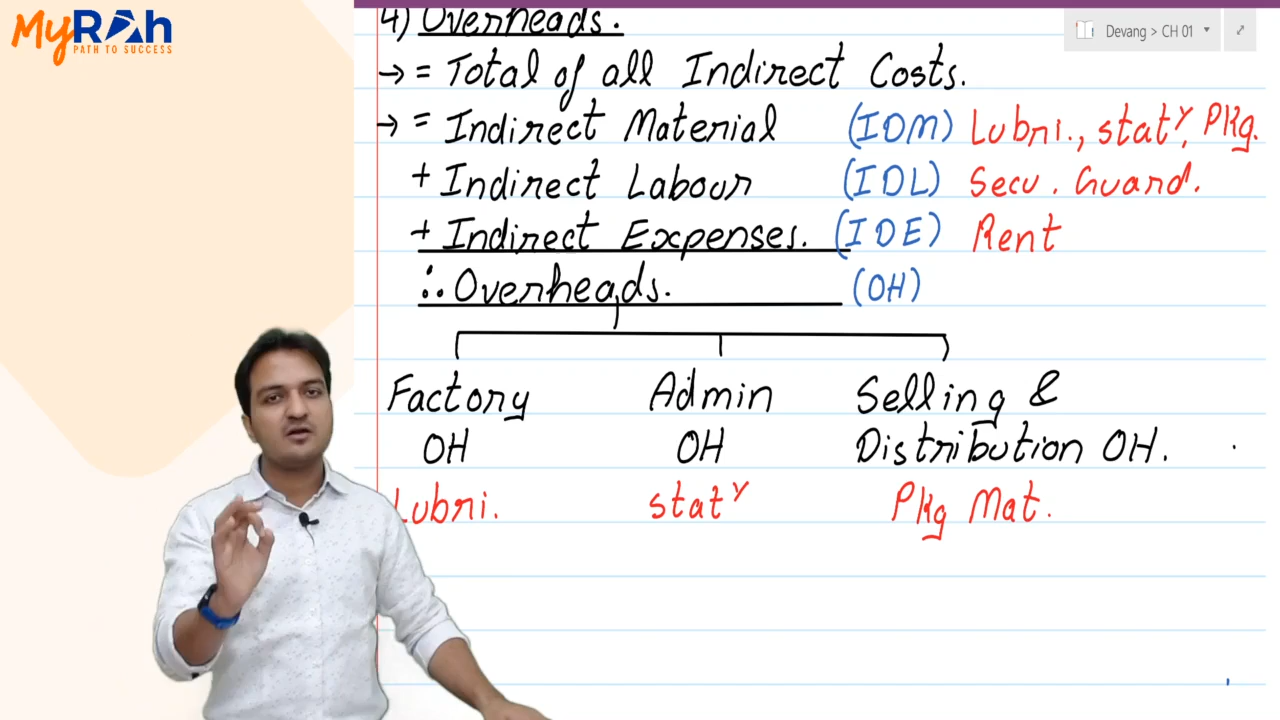 MyRAh
PATH TO SUCCESS
Devang > CH 01
4) Overheads.
→ = Total of all Indirect Costs.
→ = Indirect Material (IDM) Lubri., statʸ, Pkg.
+ Indirect Labour (IDL) Secu. Guard.
+ Indirect Expenses. (IDE) Rent
∴ Overheads. (OH)
Factory Admin Selling &
OH OH Distribution OH.
Lubri. statʸ Pkg Mat.